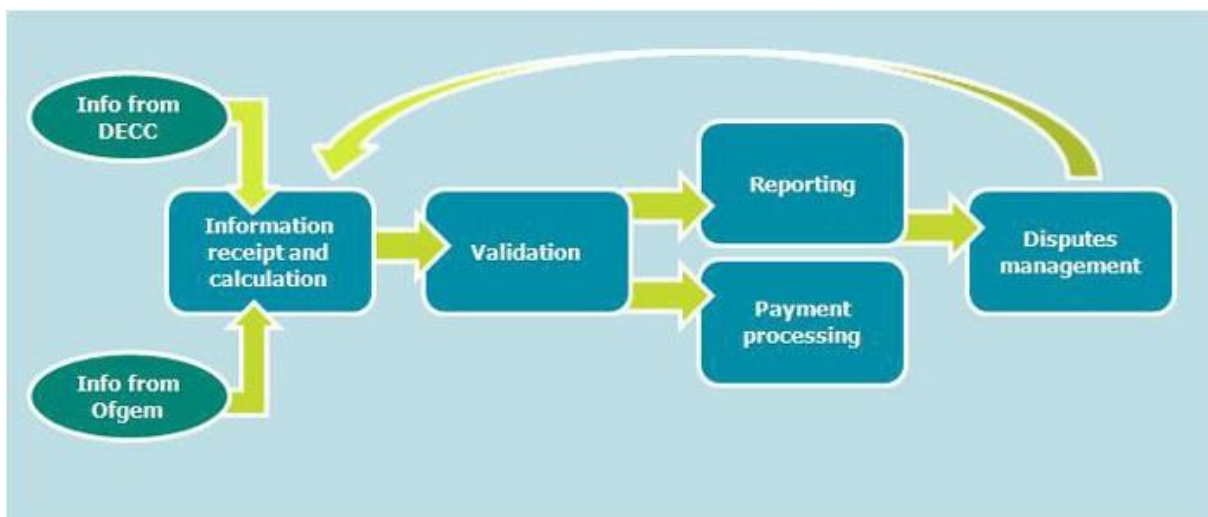 Info from
DECC
Information
receipt and
calculation
Info from
Ofgem
Validation
Reporting
Payment
processing
Disputes
management